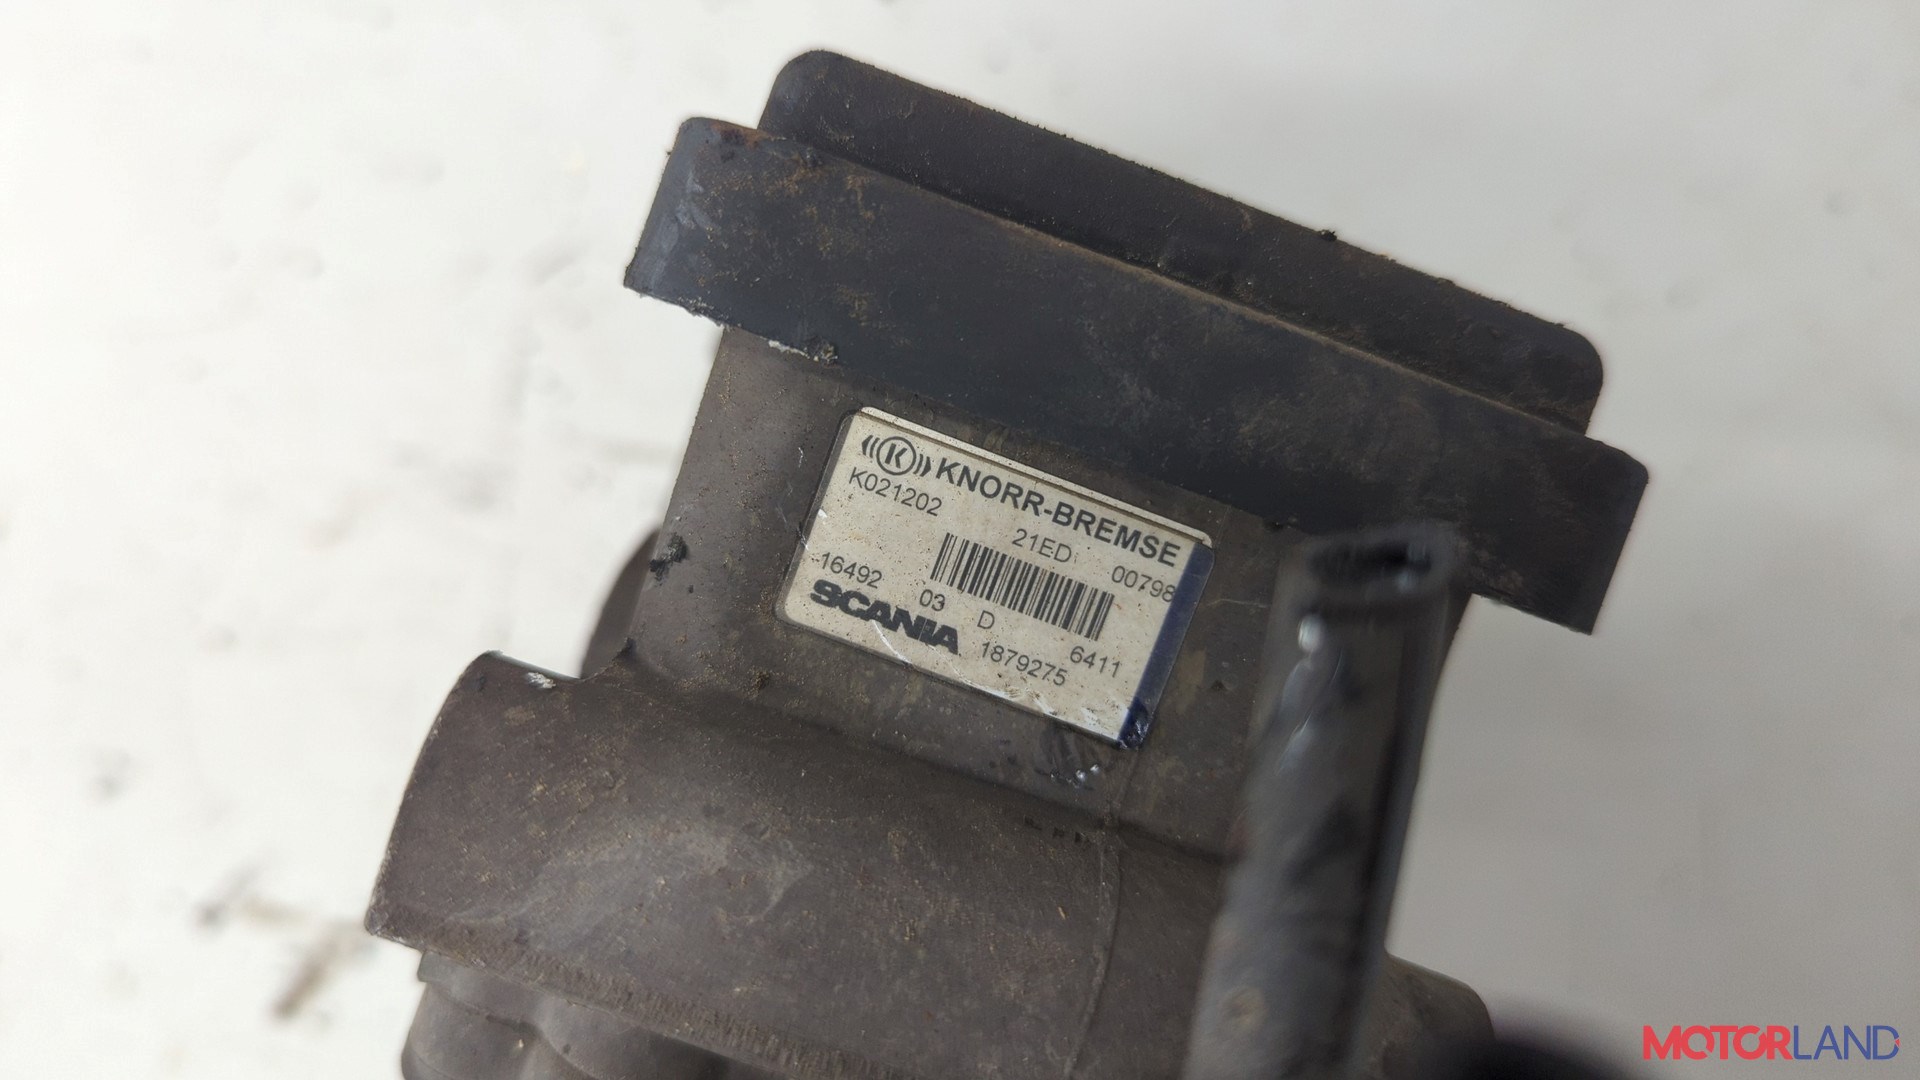 K KNORR-BREMSE
K021202 21ED 00798
16492 03 D 6411
SCANIA 1879275
MOTORLAND